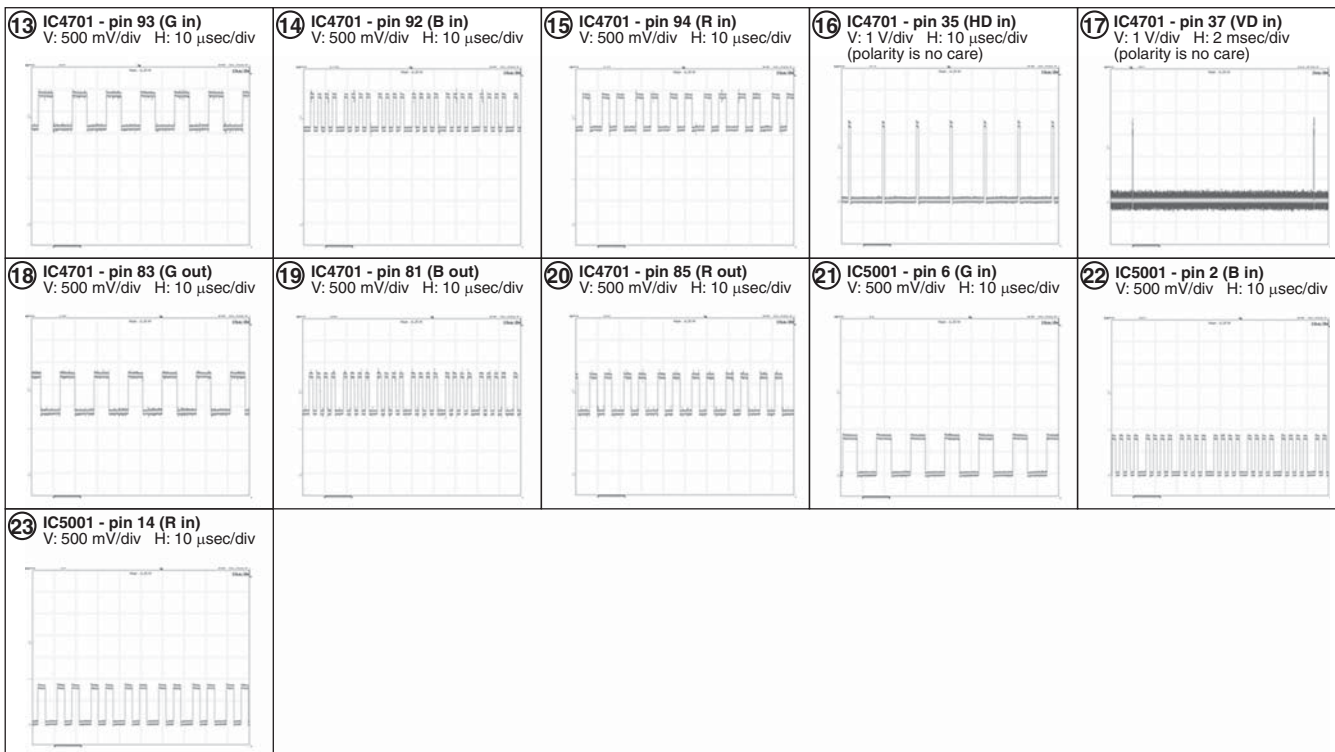 13 IC4701 - pin 93 (G in)
V: 500 mV/div H: 10 μsec/div
14 IC4701 - pin 92 (B in)
V: 500 mV/div H: 10 μsec/div
15 IC4701 - pin 94 (R in)
V: 500 mV/div H: 10 μsec/div
16 IC4701 - pin 35 (HD in)
V: 1 V/div H: 10 μsec/div
(polarity is no care)
17 IC4701 - pin 37 (VD in)
V: 1 V/div H: 2 msec/div
(polarity is no care)
18 IC4701 - pin 83 (G out)
V: 500 mV/div H: 10 μsec/div
19 IC4701 - pin 81 (B out)
V: 500 mV/div H: 10 μsec/div
20 IC4701 - pin 85 (R out)
V: 500 mV/div H: 10 μsec/div
21 IC5001 - pin 6 (G in)
V: 500 mV/div H: 10 μsec/div
22 IC5001 - pin 2 (B in)
V: 500 mV/div H: 10 μsec/div
23 IC5001 - pin 14 (R in)
V: 500 mV/div H: 10 μsec/div